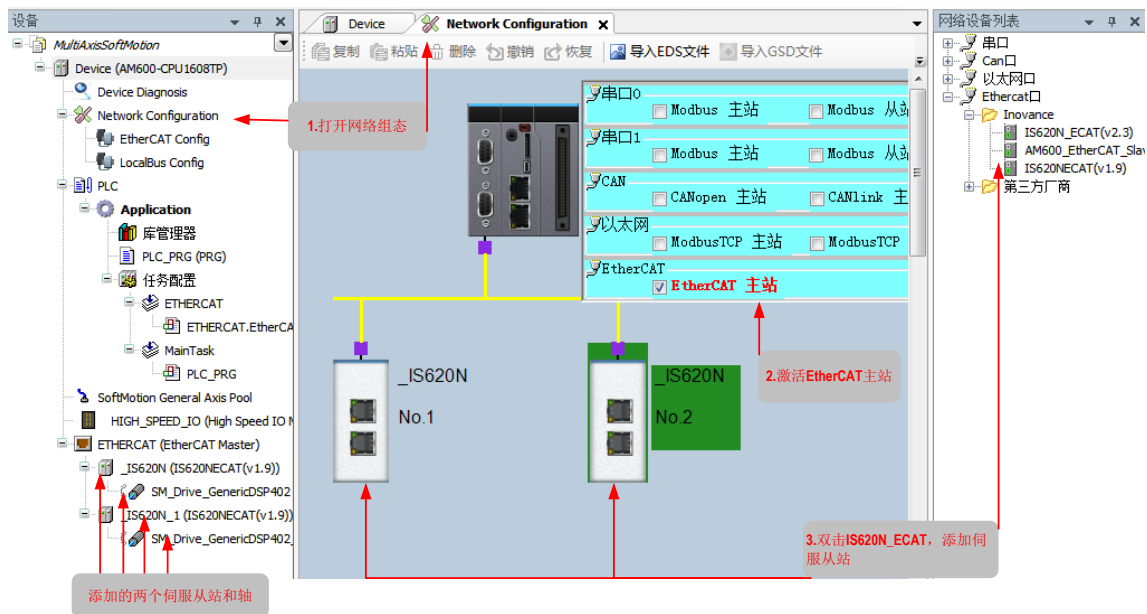 设备
MultiAxisSoftMotion
Device (AM600-CPU1608TP)
Device Diagnosis
Network Configuration
EtherCAT Config
LocalBus Config
PLC
Application
库管理器
PLC_PRG (PRG)
任务配置
ETHERCAT
ETHERCAT.EtherCA
MainTask
PLC_PRG
SoftMotion General Axis Pool
HIGH_SPEED_IO (High Speed IO M
ETHERCAT (EtherCAT Master)
_IS620N (IS620NECAT(v1.9))
SM_Drive_GenericDSP402
_IS620N_1 (IS620NECAT(v1.9))
SM_Drive_GenericDSP402_
添加的两个伺服从站和轴
Device
Network Configuration
复制 粘贴 删除 撤销 恢复 导入EDS文件 导入GSD文件
1.打开网络组态
串口0
Modbus 主站 Modbus 从站
串口1
Modbus 主站 Modbus 从站
CAN
CANopen 主站 CANlink 主
以太网
ModbusTCP 主站 ModbusTCP
EtherCAT
EtherCAT 主站
2.激活EtherCAT主站
_IS620N
No.1
_IS620N
No.2
3.双击IS620N_ECAT，添加伺
服从站
网络设备列表
串口
Can口
以太网口
Ethercat口
Inovance
IS620N_ECAT(v2.3)
AM600_EtherCAT_Slav
IS620NECAT(v1.9)
第三方厂商